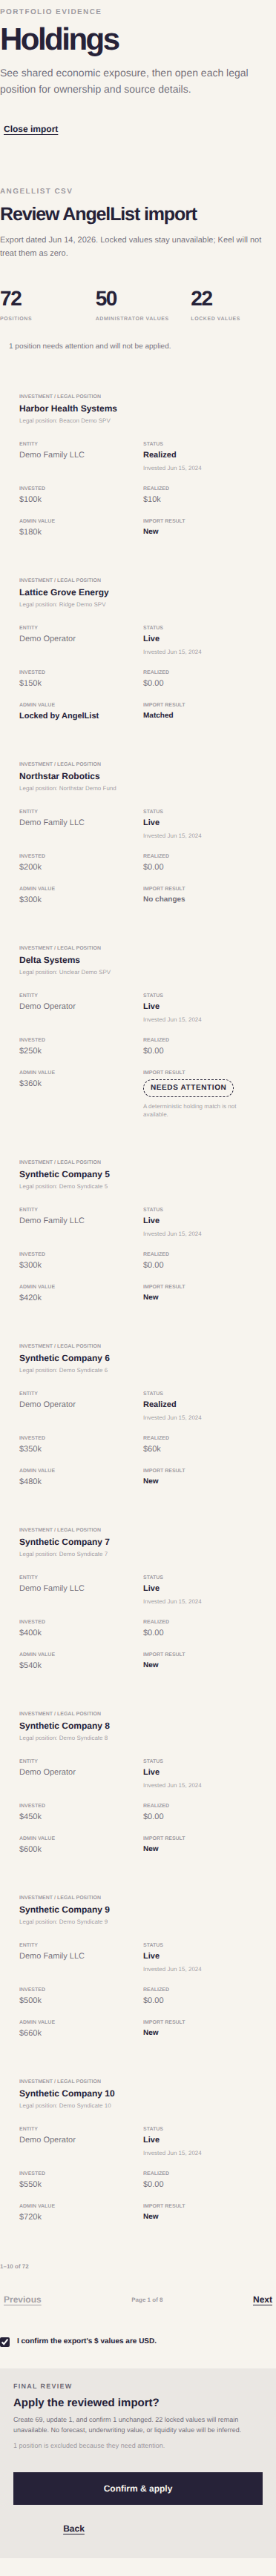 PORTFOLIO EVIDENCE
Holdings
See shared economic exposure, then open each legal
position for ownership and source details.
Close import
ANGELLIST CSV
Review AngelList import
Export dated Jun 14, 2026. Locked values stay unavailable; Keel will not
treat them as zero.
72 50 22
POSITIONS ADMINISTRATOR VALUES LOCKED VALUES
1 position needs attention and will not be applied.
INVESTMENT / LEGAL POSITION
Harbor Health Systems
Legal position: Beacon Demo SPV
ENTITY STATUS
Demo Family LLC Realized
Invested Jun 15, 2024
INVESTED REALIZED
$100k $10k
ADMIN VALUE IMPORT RESULT
$180k New
INVESTMENT / LEGAL POSITION
Lattice Grove Energy
Legal position: Ridge Demo SPV
ENTITY STATUS
Demo Operator Live
Invested Jun 15, 2024
INVESTED REALIZED
$150k $0.00
ADMIN VALUE IMPORT RESULT
Locked by AngelList Matched
INVESTMENT / LEGAL POSITION
Northstar Robotics
Legal position: Northstar Demo Fund
ENTITY STATUS
Demo Family LLC Live
Invested Jun 15, 2024
INVESTED REALIZED
$200k $0.00
ADMIN VALUE IMPORT RESULT
$300k No changes
INVESTMENT / LEGAL POSITION
Delta Systems
Legal position: Unclear Demo SPV
ENTITY STATUS
Demo Operator Live
Invested Jun 15, 2024
INVESTED REALIZED
$250k $0.00
ADMIN VALUE IMPORT RESULT
$360k NEEDS ATTENTION
A deterministic holding match is not
available.
INVESTMENT / LEGAL POSITION
Synthetic Company 5
Legal position: Demo Syndicate 5
ENTITY STATUS
Demo Family LLC Live
Invested Jun 15, 2024
INVESTED REALIZED
$300k $0.00
ADMIN VALUE IMPORT RESULT
$420k New
INVESTMENT / LEGAL POSITION
Synthetic Company 6
Legal position: Demo Syndicate 6
ENTITY STATUS
Demo Operator Realized
Invested Jun 15, 2024
INVESTED REALIZED
$350k $60k
ADMIN VALUE IMPORT RESULT
$480k New
INVESTMENT / LEGAL POSITION
Synthetic Company 7
Legal position: Demo Syndicate 7
ENTITY STATUS
Demo Family LLC Live
Invested Jun 15, 2024
INVESTED REALIZED
$400k $0.00
ADMIN VALUE IMPORT RESULT
$540k New
INVESTMENT / LEGAL POSITION
Synthetic Company 8
Legal position: Demo Syndicate 8
ENTITY STATUS
Demo Operator Live
Invested Jun 15, 2024
INVESTED REALIZED
$450k $0.00
ADMIN VALUE IMPORT RESULT
$600k New
INVESTMENT / LEGAL POSITION
Synthetic Company 9
Legal position: Demo Syndicate 9
ENTITY STATUS
Demo Family LLC Live
Invested Jun 15, 2024
INVESTED REALIZED
$500k $0.00
ADMIN VALUE IMPORT RESULT
$660k New
INVESTMENT / LEGAL POSITION
Synthetic Company 10
Legal position: Demo Syndicate 10
ENTITY STATUS
Demo Operator Live
Invested Jun 15, 2024
INVESTED REALIZED
$550k $0.00
ADMIN VALUE IMPORT RESULT
$720k New
1–10 of 72
Previous Page 1 of 8 Next
I confirm the export's $ values are USD.
FINAL REVIEW
Apply the reviewed import?
Create 69, update 1, and confirm 1 unchanged. 22 locked values will remain
unavailable. No forecast, underwriting value, or liquidity value will be inferred.
1 position is excluded because they need attention.
Confirm & apply
Back